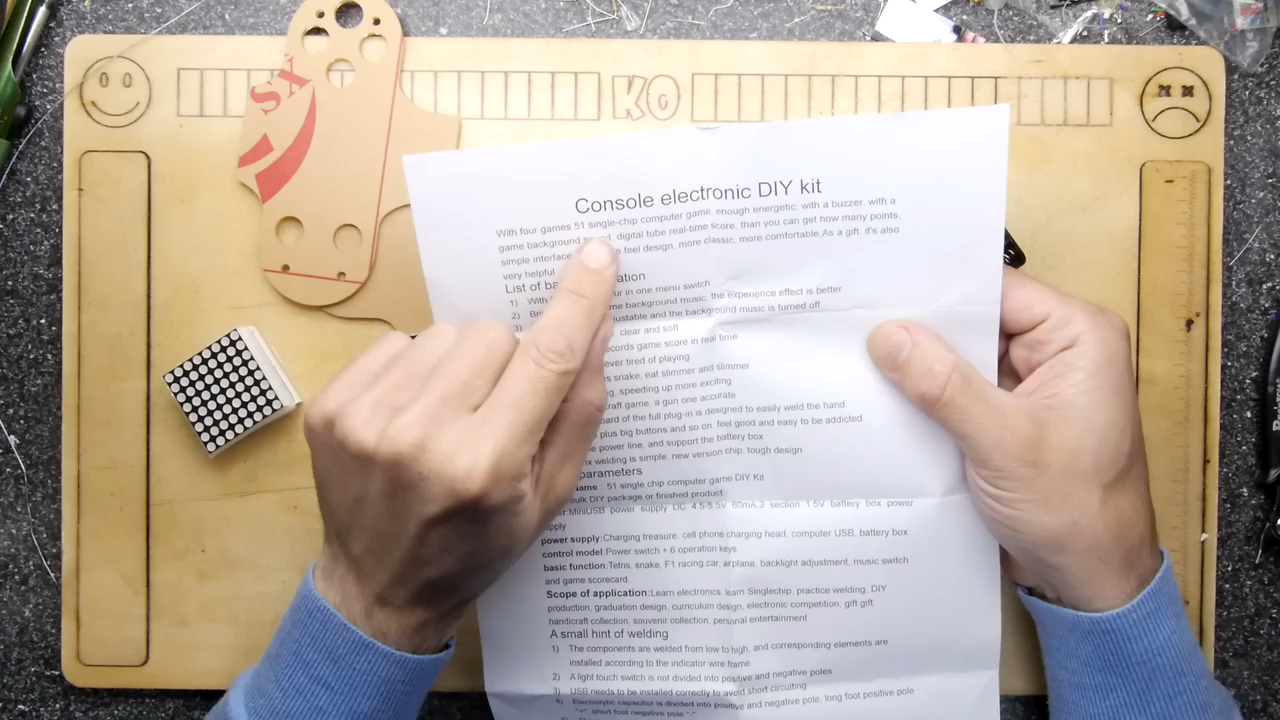 KO
SX
Console electronic DIY kit
With four games 51 single-chip computer game, enough energetic, with a buzzer, with a
game background digital tube real-time score, than you can get how many points,
simple interface feel design, more classic, more comfortable.As a gift, it's also
very helpful
List of ba ation
1) With ur in one menu switch
2) Bri me background music, the experience effect is better
3) justable and the background music is turned off
clear and soft
ecords game score in real time
ever tired of playing
s snake, eat slimmer and slimmer
g, speeding up more exciting
craft game, a gun one accurate
oard of the full plug-in is designed to easily weld the hand
plus big buttons and so on, feel good and easy to be addicted
e power line, and support the battery box
x welding is simple, new version chip, tough design
parameters
ame : 51 single chip computer game DIY Kit
ulk DIY package or finished product
r:MiniUSB power supply DC 4.5-5.5V 60mA,3 section 1.5V battery box power
pply
power supply:Charging treasure, cell phone charging head, computer USB, battery box
control model:Power switch + 6 operation keys
basic function:Tetris, snake, F1 racing car, airplane, backlight adjustment, music switch
and game scorecard
Scope of application:Learn electronics, learn Singlechip, practice welding, DIY
production, graduation design, curriculum design, electronic competition, gift gift,
handicraft collection, souvenir collection, personal entertainment
A small hint of welding
1) The components are welded from low to high, and corresponding elements are
installed according to the indicator wire frame
2) A light touch switch is not divided into positive and negative poles
3) USB needs to be installed correctly to avoid short circuiting
4) Electrolytic capacitor is divided into positive and negative pole, long foot positive pole
"+", short foot negative pole "-"